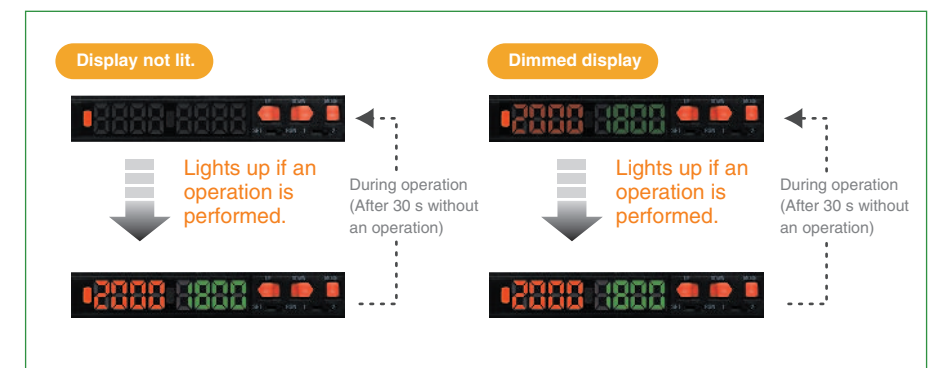 Display not lit.
Dimmed display
Lights up if an
operation is
performed.
During operation
(After 30 s without
an operation)
2000 1800
2000 1800
Lights up if an
operation is
performed.
During operation
(After 30 s without
an operation)
2000 1800